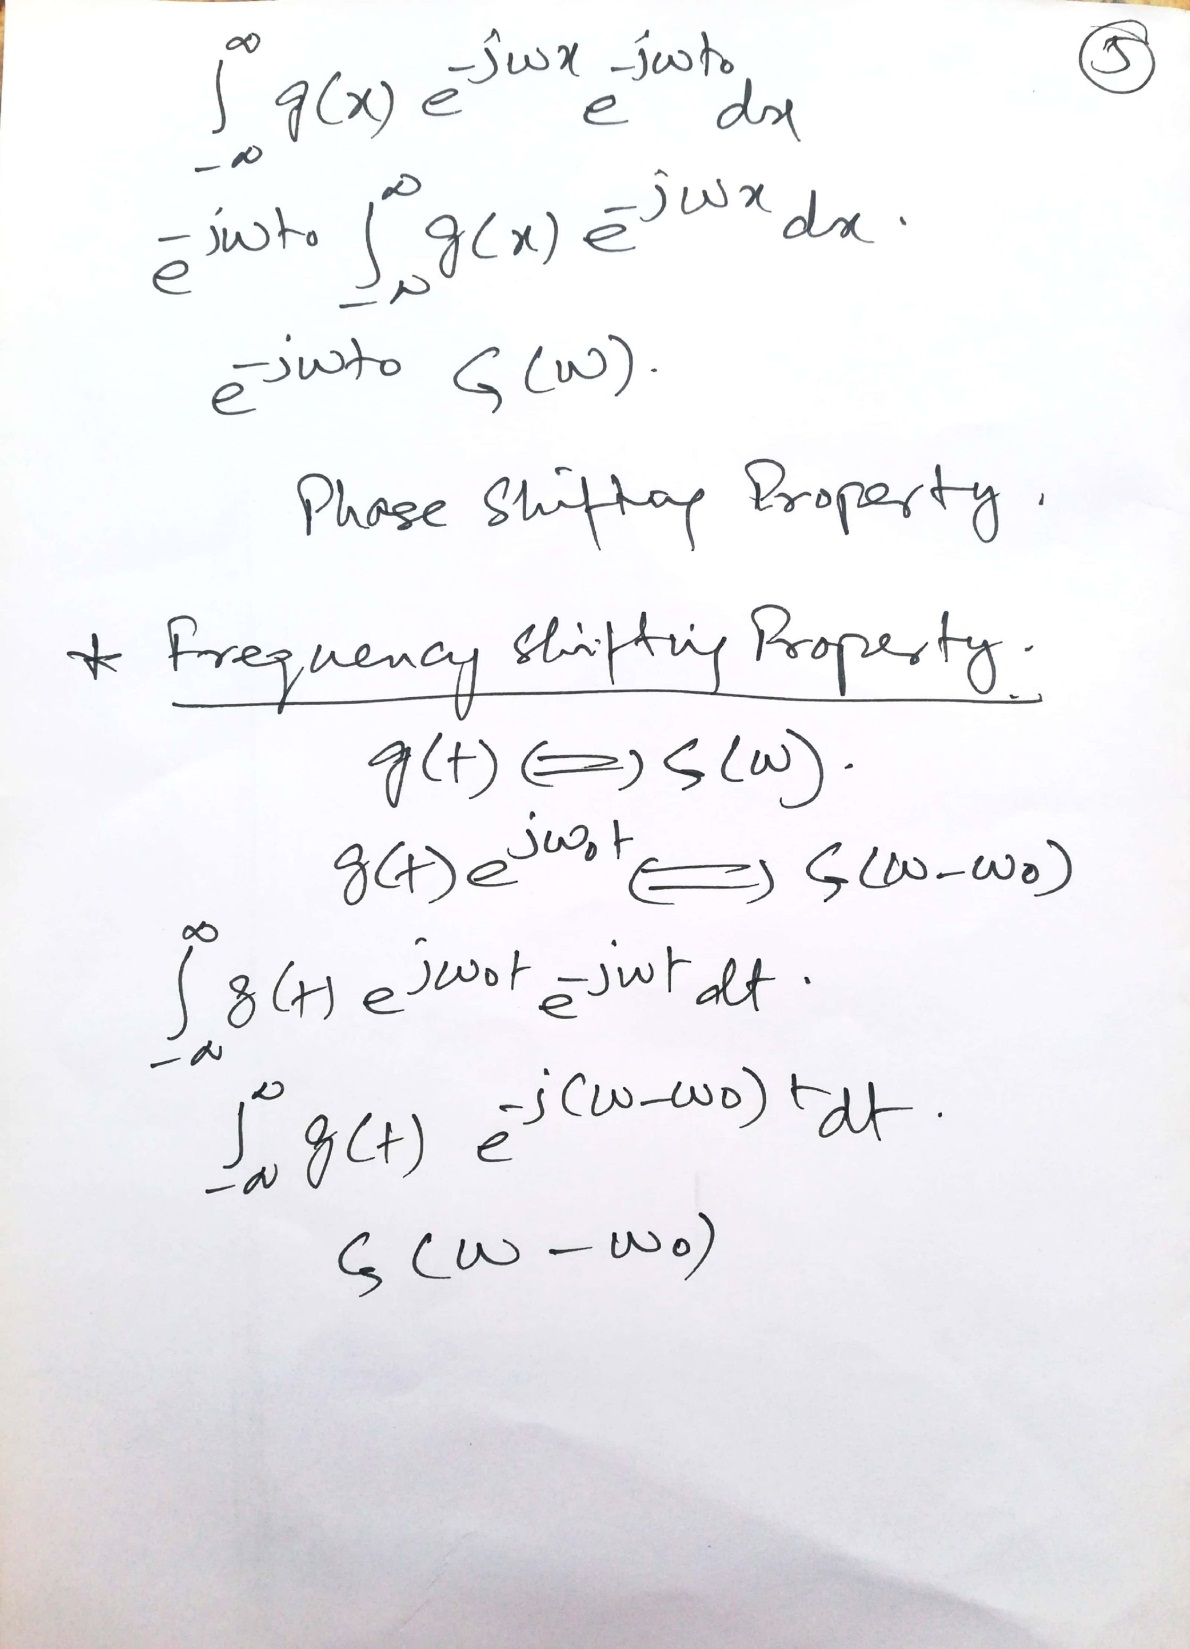 5
∫_{-∞}^{∞} g(x) e^{-jωx} e^{-jωt₀} dx
e^{-jωt₀} ∫_{-∞}^{∞} g(x) e^{-jωx} dx.
e^{-jωt₀} G(ω).
Phase Shifting Property.
* Frequency Shifting Property.
g(t) ⇔ G(ω).
g(t) e^{jω₀t} ⇔ G(ω-ω₀)
∫_{-∞}^{∞} g(t) e^{jω₀t} e^{-jωt} dt.
∫_{-∞}^{∞} g(t) e^{-j(ω-ω₀)t} dt.
G(ω-ω₀)